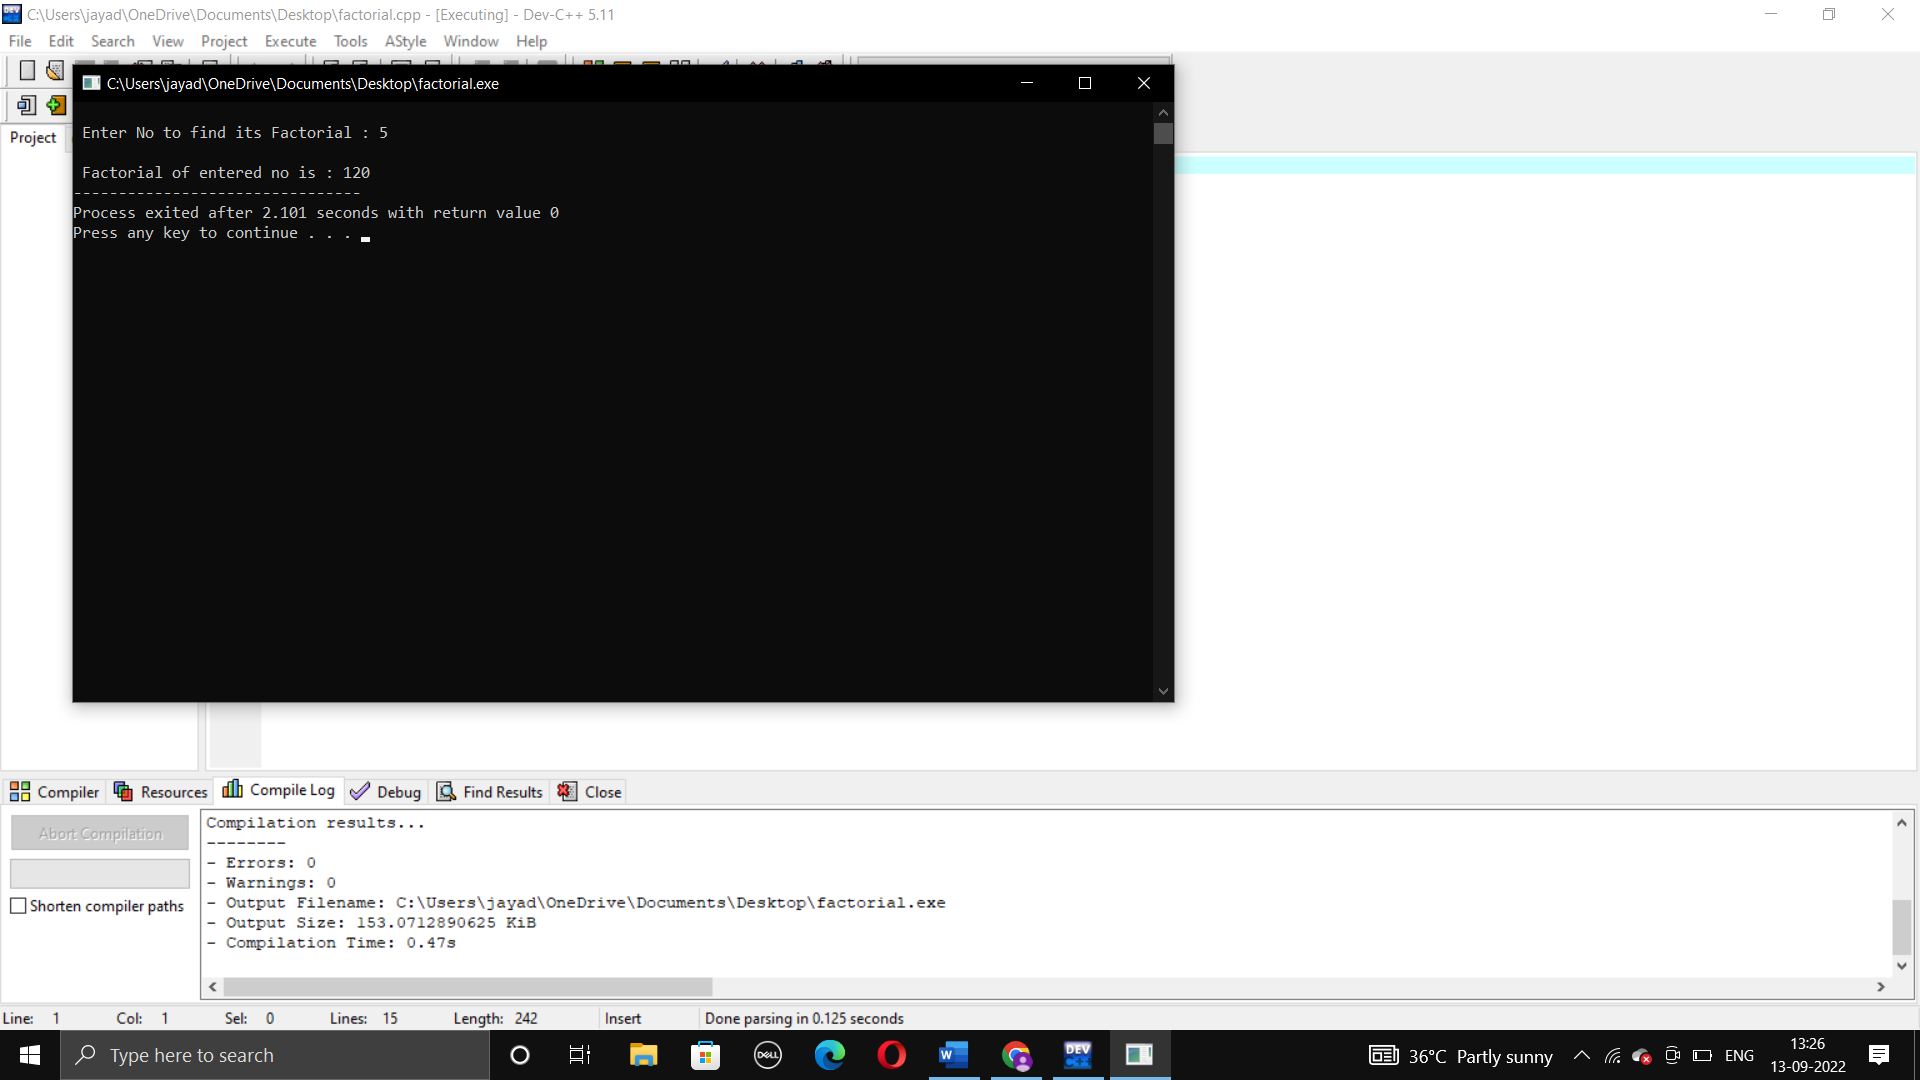 C:\Users\jayad\OneDrive\Documents\Desktop\factorial.cpp - [Executing] - Dev-C++ 5.11
File Edit Search View Project Execute Tools AStyle Window Help
C:\Users\jayad\OneDrive\Documents\Desktop\factorial.exe
Project
Enter No to find its Factorial : 5
Factorial of entered no is : 120
--------------------------------
Process exited after 2.101 seconds with return value 0
Press any key to continue . . .
Compiler Resources Compile Log Debug Find Results Close
Abort Compilation
Shorten compiler paths
Compilation results...
--------
- Errors: 0
- Warnings: 0
- Output Filename: C:\Users\jayad\OneDrive\Documents\Desktop\factorial.exe
- Output Size: 153.0712890625 KiB
- Compilation Time: 0.47s
Line: 1 Col: 1 Sel: 0 Lines: 15 Length: 242 Insert Done parsing in 0.125 seconds
Type here to search
DELL
W
DEV
36°C Partly sunny
ENG
13:26
13-09-2022